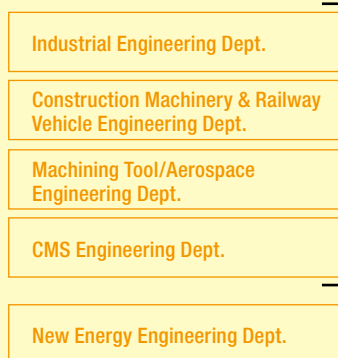 Industrial Engineering Dept.
Construction Machinery & Railway
Vehicle Engineering Dept.
Machining Tool/Aerospace
Engineering Dept.
CMS Engineering Dept.
New Energy Engineering Dept.